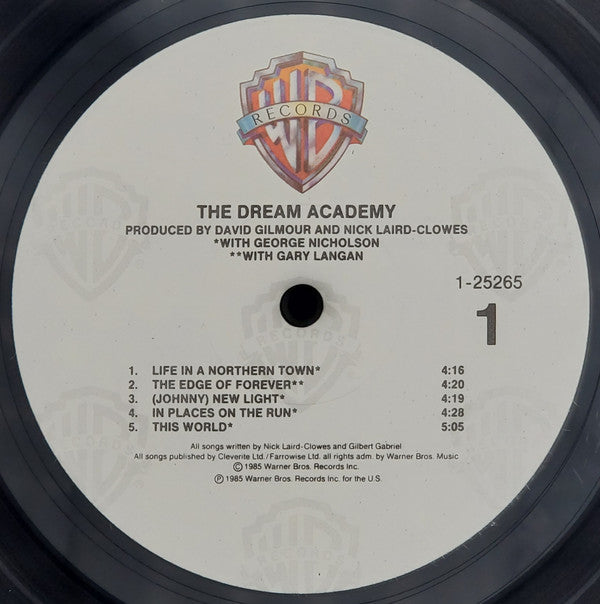 WB
RECORDS
THE DREAM ACADEMY
PRODUCED BY DAVID GILMOUR AND NICK LAIRD-CLOWES
*WITH GEORGE NICHOLSON
**WITH GARY LANGAN
1-25265
1
1. LIFE IN A NORTHERN TOWN* 4:16
2. THE EDGE OF FOREVER** 4:20
3. (JOHNNY) NEW LIGHT* 4:19
4. IN PLACES ON THE RUN* 4:28
5. THIS WORLD* 5:05
All songs written by Nick Laird-Clowes and Gilbert Gabriel
All songs published by Cleverite Ltd./Farrowise Ltd. all rights adm. by Warner Bros. Music
©1985 Warner Bros. Records Inc.
℗1985 Warner Bros. Records Inc. for the U.S.